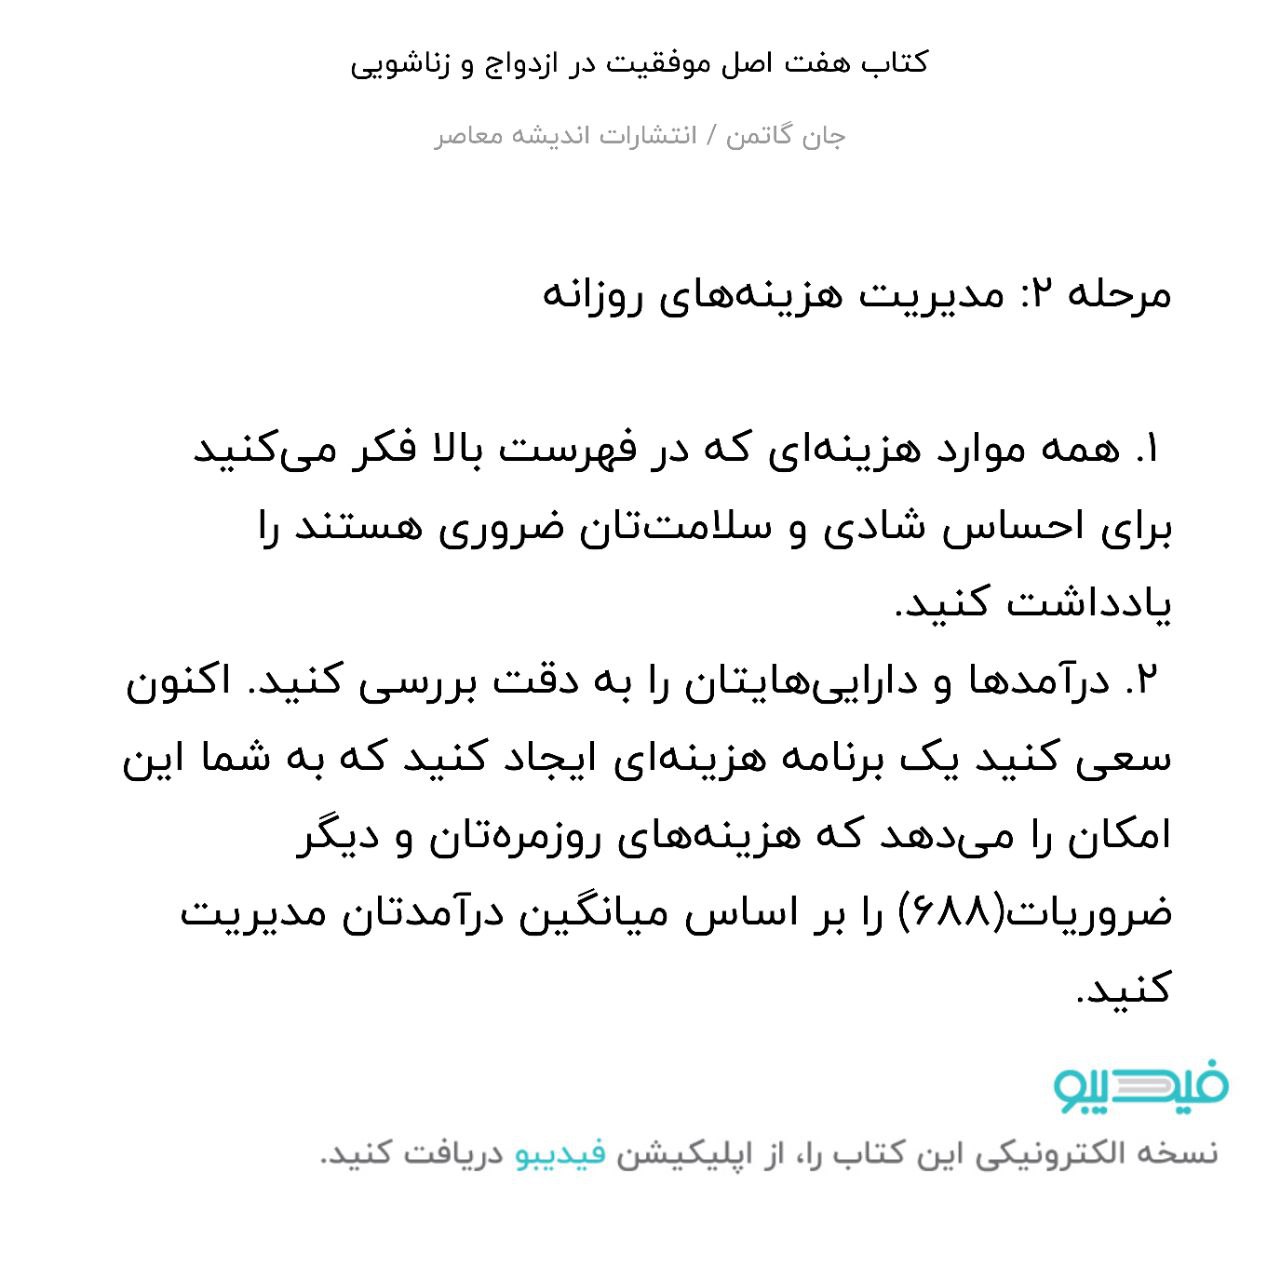 کتاب هفت اصل موفقیت در ازدواج و زناشویی
جان گاتمن / انتشارات اندیشه معاصر
مرحله ۲: مدیریت هزینه‌های روزانه
۱. همه موارد هزینه‌ای که در فهرست بالا فکر می‌کنید
برای احساس شادی و سلامت‌تان ضروری هستند را
یادداشت کنید.
۲. درآمدها و دارایی‌هایتان را به دقت بررسی کنید. اکنون
سعی کنید یک برنامه هزینه‌ای ایجاد کنید که به شما این
امکان را می‌دهد که هزینه‌های روزمره‌تان و دیگر
ضروریات(۶۸۸) را بر اساس میانگین درآمدتان مدیریت
کنید.
فیدیبو
نسخه الکترونیکی این کتاب را، از اپلیکیشن فیدیبو دریافت کنید.